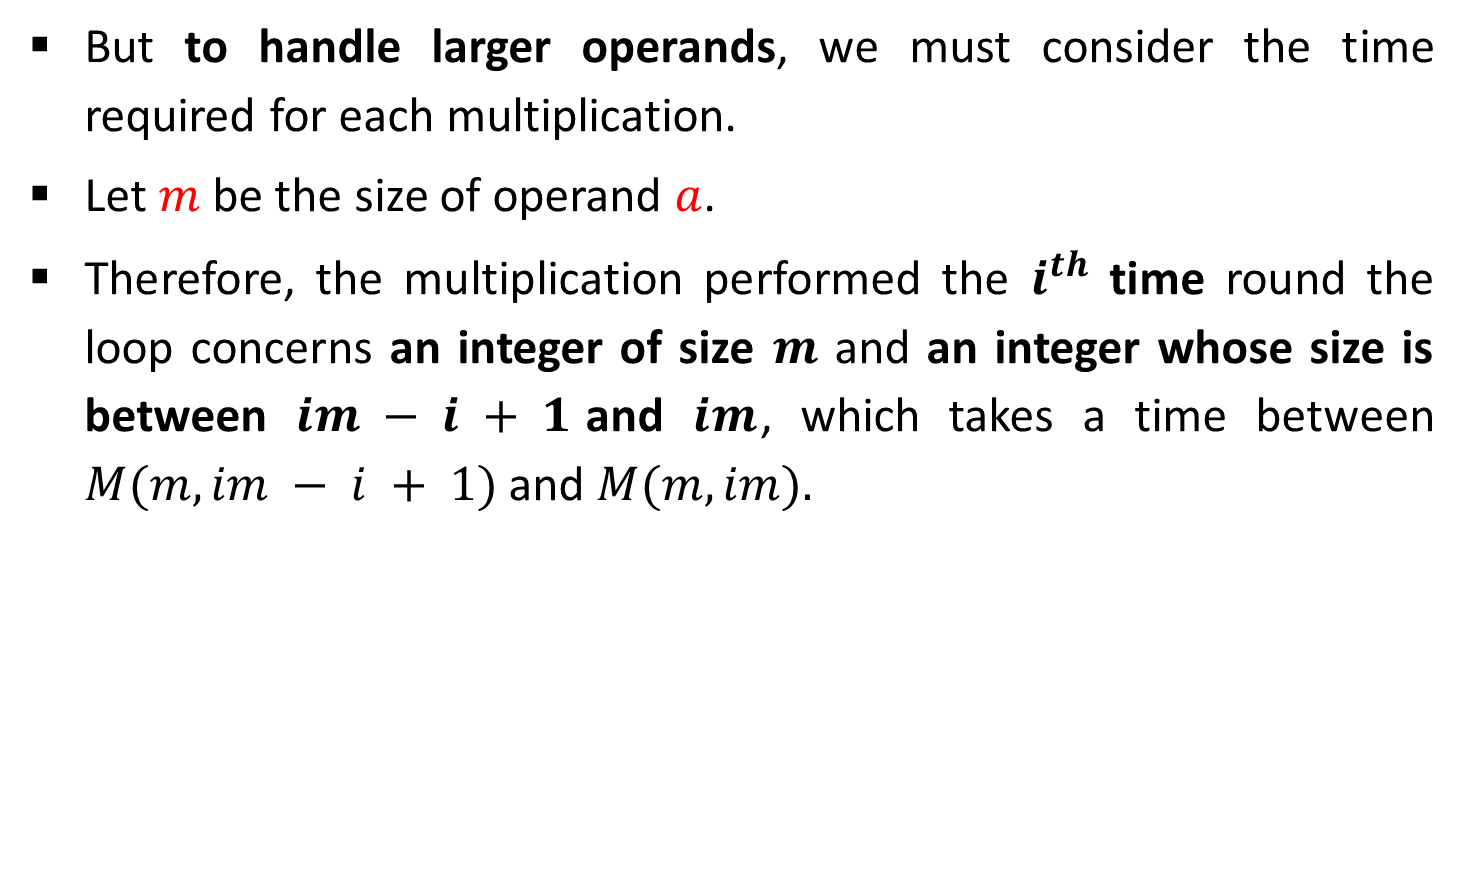 ▪ But to handle larger operands, we must consider the time
required for each multiplication.
▪ Let m be the size of operand a.
▪ Therefore, the multiplication performed the iᵗʰ time round the
loop concerns an integer of size m and an integer whose size is
between im − i + 1 and im, which takes a time between
M(m, im − i + 1) and M(m, im).